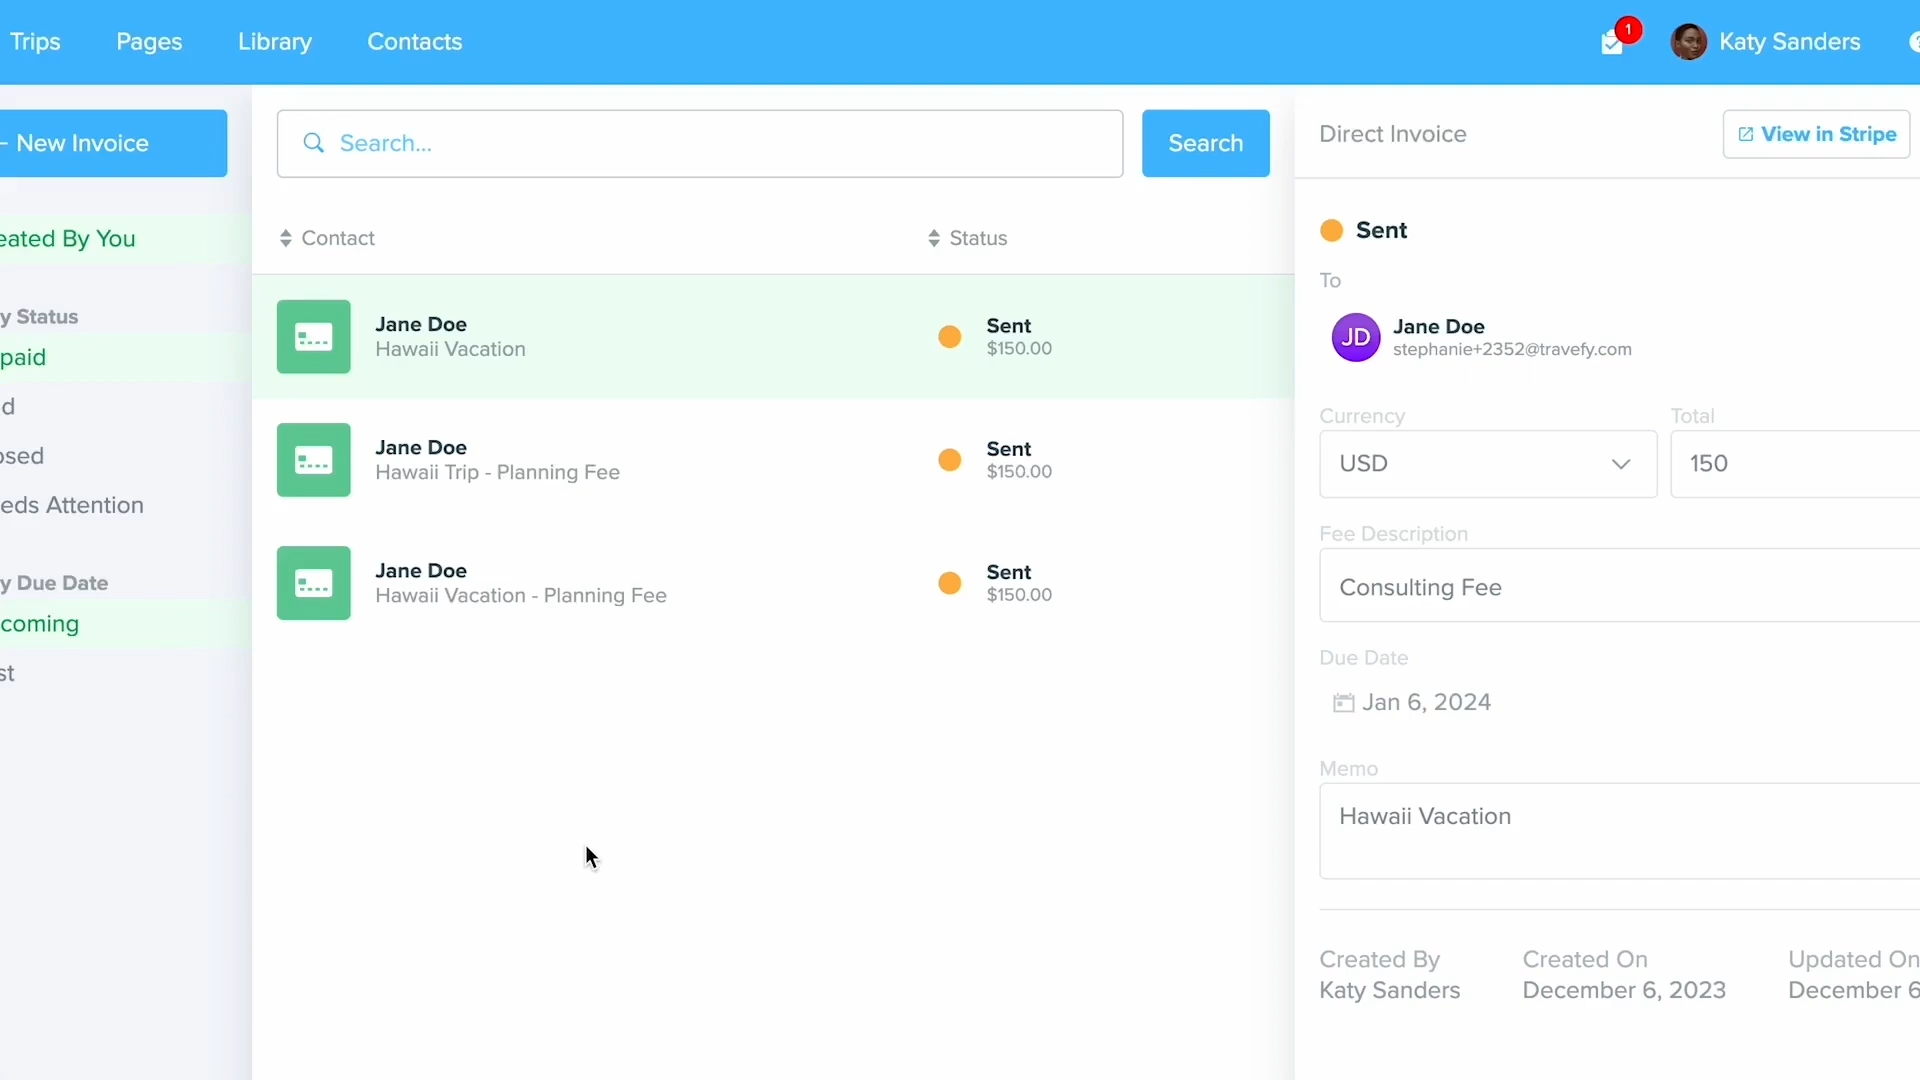 Trips Pages Library Contacts 1 Katy Sanders
New Invoice
eated By You
y Status
paid
d
osed
eds Attention
y Due Date
coming
st
Search... Search
Contact Status
Jane Doe
Hawaii Vacation
Sent
$150.00
Jane Doe
Hawaii Trip - Planning Fee
Sent
$150.00
Jane Doe
Hawaii Vacation - Planning Fee
Sent
$150.00
Direct Invoice View in Stripe
Sent
To
JD
Jane Doe
stephanie+2352@travefy.com
Currency Total
USD 150
Fee Description
Consulting Fee
Due Date
Jan 6, 2024
Memo
Hawaii Vacation
Created By Created On Updated On
Katy Sanders December 6, 2023 December 6